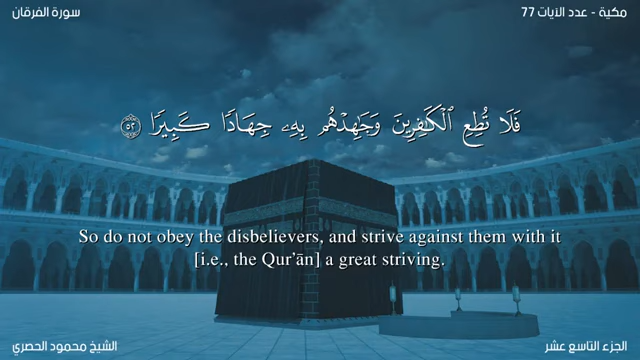 سورة الفرقان
مكية - عدد الآيات 77
فَلَا تُطِعِ ٱلْكَـٰفِرِينَ وَجَـٰهِدْهُم بِهِۦ جِهَادًا كَبِيرًا ٥٢
So do not obey the disbelievers, and strive against them with it
[i.e., the Qur’ān] a great striving.
الشيخ محمود الحصري
الجزء التاسع عشر